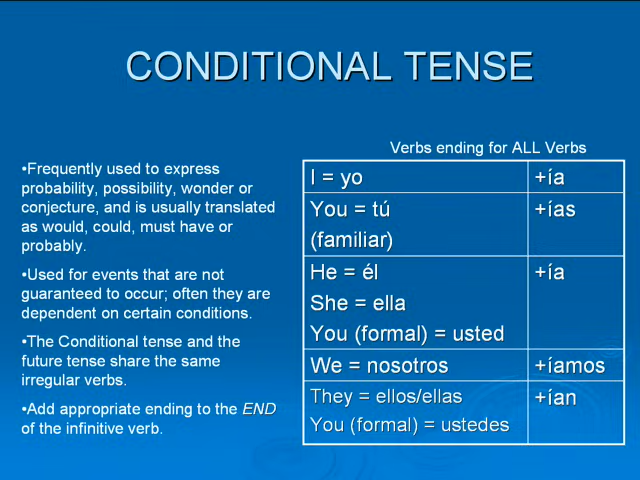 CONDITIONAL TENSE
•Frequently used to express
probability, possibility, wonder or
conjecture, and is usually translated
as would, could, must have or
probably.
•Used for events that are not
guaranteed to occur; often they are
dependent on certain conditions.
•The Conditional tense and the
future tense share the same
irregular verbs.
•Add appropriate ending to the END
of the infinitive verb.
Verbs ending for ALL Verbs
I = yo +ía
You = tú +ías
(familiar)
He = él +ía
She = ella
You (formal) = usted
We = nosotros +íamos
They = ellos/ellas +ían
You (formal) = ustedes